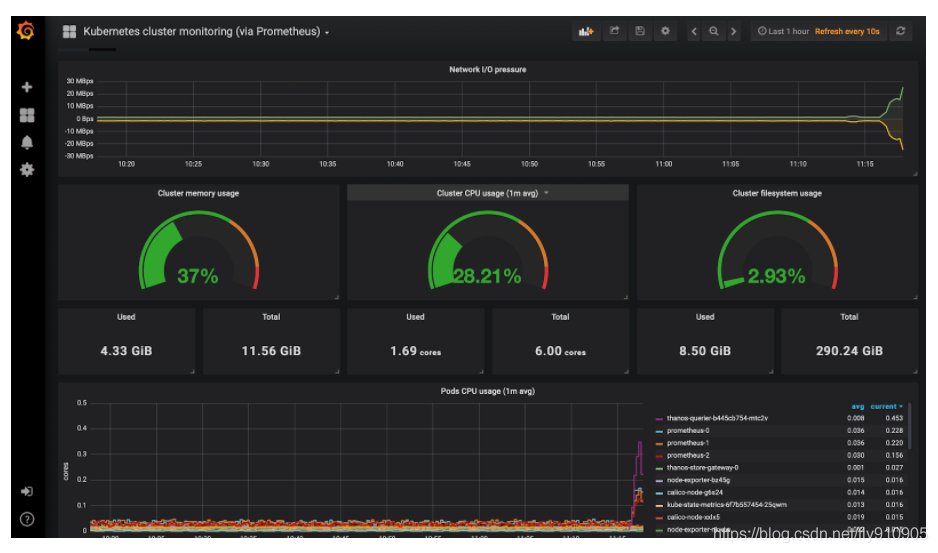 Kubernetes cluster monitoring (via Prometheus)
Last 1 hour Refresh every 10s
Network I/O pressure
30 MBps
20 MBps
10 MBps
0 Bps
-10 MBps
-20 MBps
-30 MBps
10:20 10:25 10:30 10:35 10:40 10:45 10:50 10:55 11:00 11:05 11:10 11:15
Cluster memory usage
Cluster CPU usage (1m avg)
Cluster filesystem usage
37%
28.21%
2.93%
Used Total Used Total Used Total
4.33 GiB 11.56 GiB 1.69 cores 6.00 cores 8.50 GiB 290.24 GiB
Pods CPU usage (1m avg)
cores
0.5
0.4
0.3
0.2
0.1
0
avg current
thanos-querier-b445cb754-mtc2v 0.008 0.453
prometheus-0 0.036 0.228
prometheus-1 0.036 0.220
prometheus-2 0.030 0.156
thanos-store-gateway-0 0.001 0.027
node-exporter-bz45g 0.015 0.016
calico-node-g6s24 0.014 0.016
kube-state-metrics-6f7b557454-25qwm 0.013 0.016
calico-node-xxlx5 0.019 0.015
https://blog.csdn.net/fly910905